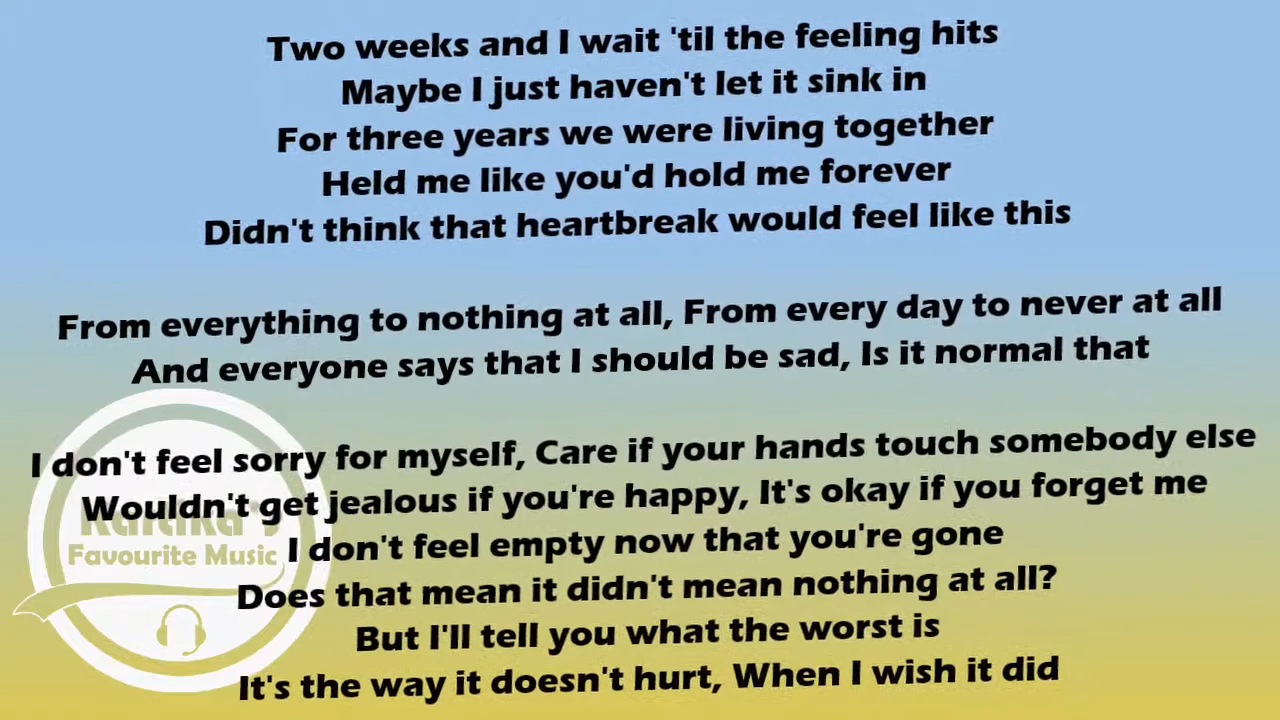 Two weeks and I wait 'til the feeling hits
Maybe I just haven't let it sink in
For three years we were living together
Held me like you'd hold me forever
Didn't think that heartbreak would feel like this
From everything to nothing at all, From every day to never at all
And everyone says that I should be sad, Is it normal that
I don't feel sorry for myself, Care if your hands touch somebody else
Wouldn't get jealous if you're happy, It's okay if you forget me
I don't feel empty now that you're gone
Does that mean it didn't mean nothing at all?
But I'll tell you what the worst is
It's the way it doesn't hurt, When I wish it did
Favourite Music